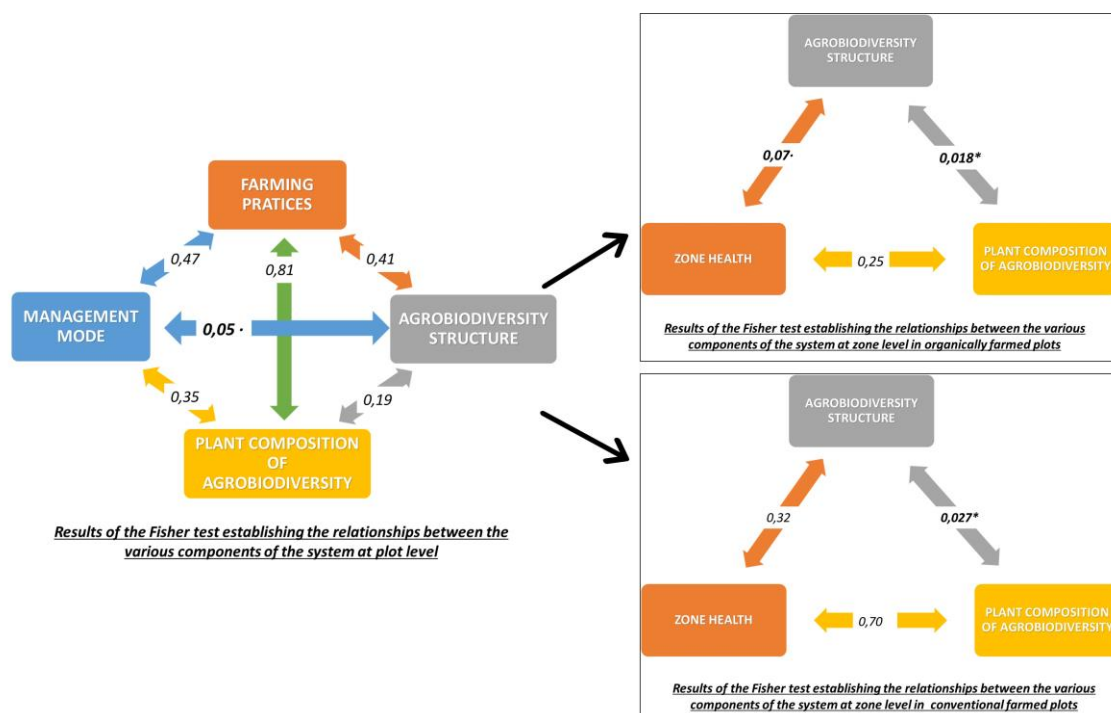 FARMING
PRATICES
0,47
0,81
0,41
MANAGEMENT
MODE
0,05 ·
AGROBIODIVERSITY
STRUCTURE
0,35
0,19
PLANT COMPOSITION
OF
AGROBIODIVERSITY
Results of the Fisher test establishing the relationships between the
various components of the system at plot level
AGROBIODIVERSITY
STRUCTURE
0,07·
0,018*
ZONE HEALTH
0,25
PLANT COMPOSITION
OF AGROBIODIVERSITY
Results of the Fisher test establishing the relationships between the various
components of the system at zone level in organically farmed plots
AGROBIODIVERSITY
STRUCTURE
0,32
0,027*
ZONE HEALTH
0,70
PLANT COMPOSITION
OF AGROBIODIVERSITY
Results of the Fisher test establishing the relationships between the various
components of the system at zone level in conventional farmed plots